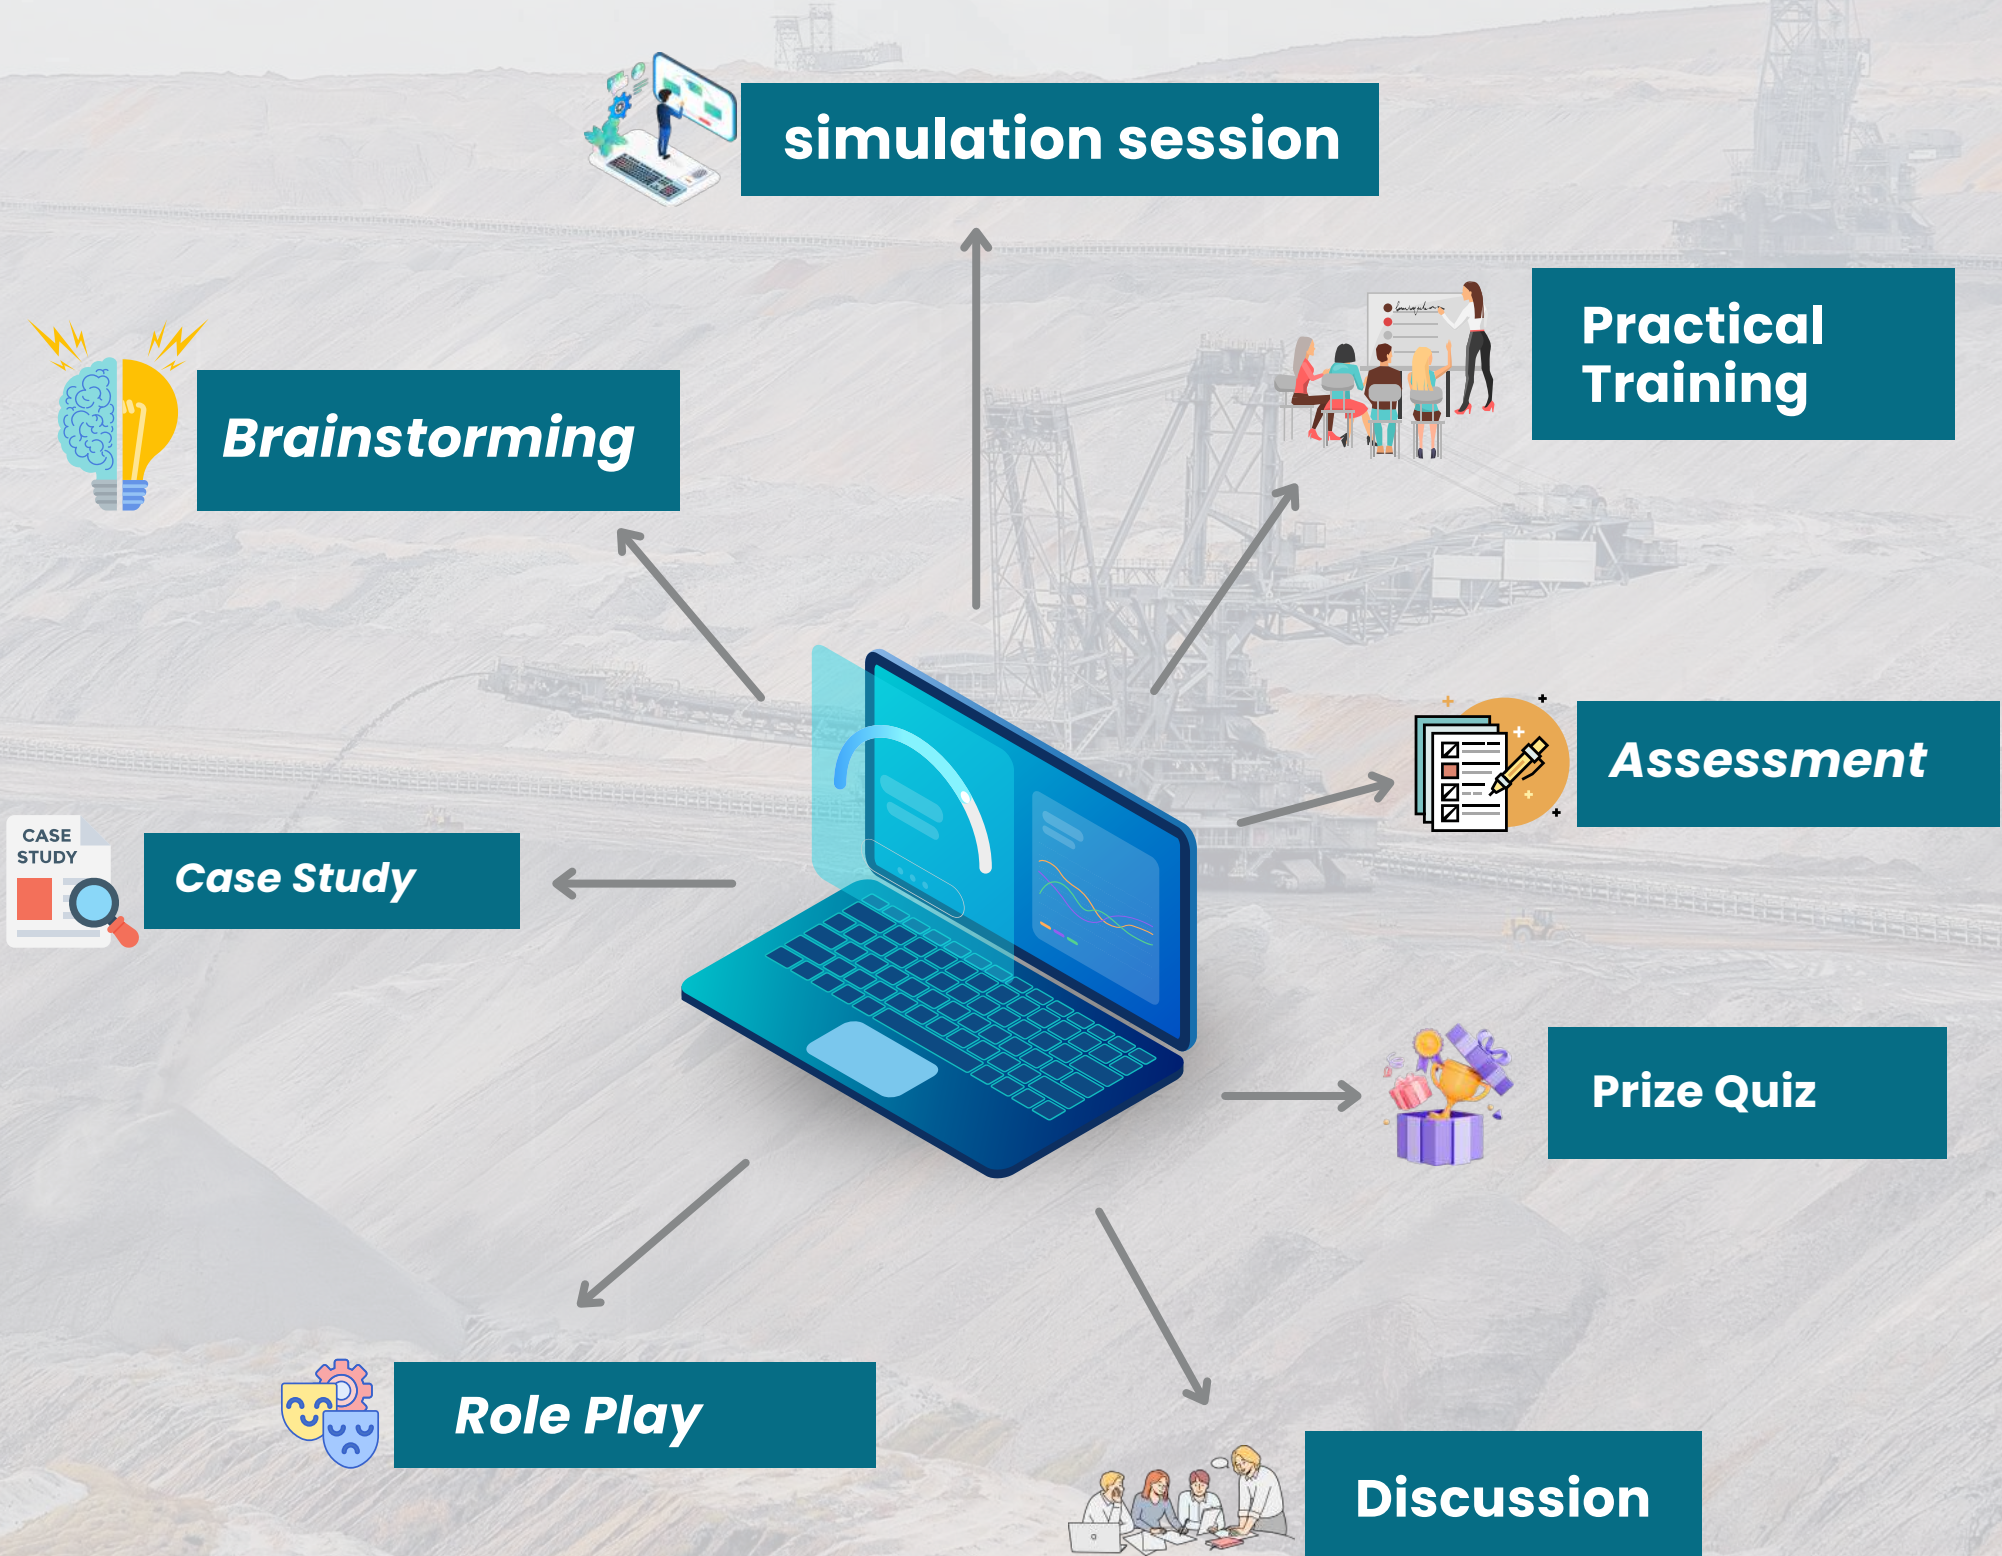 simulation session
Practical
Training
Brainstorming
Assessment
CASE
STUDY
Case Study
Prize Quiz
Role Play
Discussion